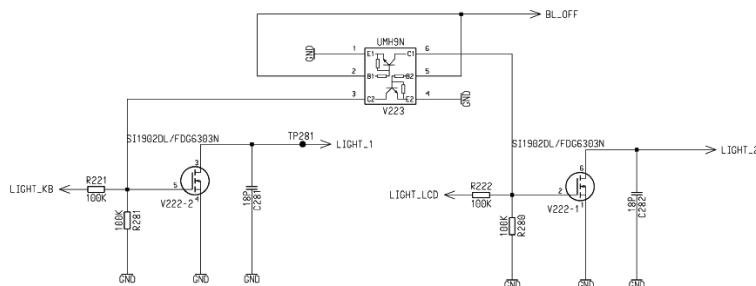 BL_OFF
UMH9N
GND
1
E1
C1
6
2
B1
B2
5
3
C2
E2
4
GND
V223
SI1902DL/FDG6303N
TP281
LIGHT_1
SI1902DL/FDG6303N
LIGHT_2
3
6
LIGHT_KB
R221
100K
5
4
V222-2
18P
C281
LIGHT_LCD
R222
100K
2
1
V222-1
18P
C282
100K
R281
100K
R280
GND
GND
GND
GND
GND
GND